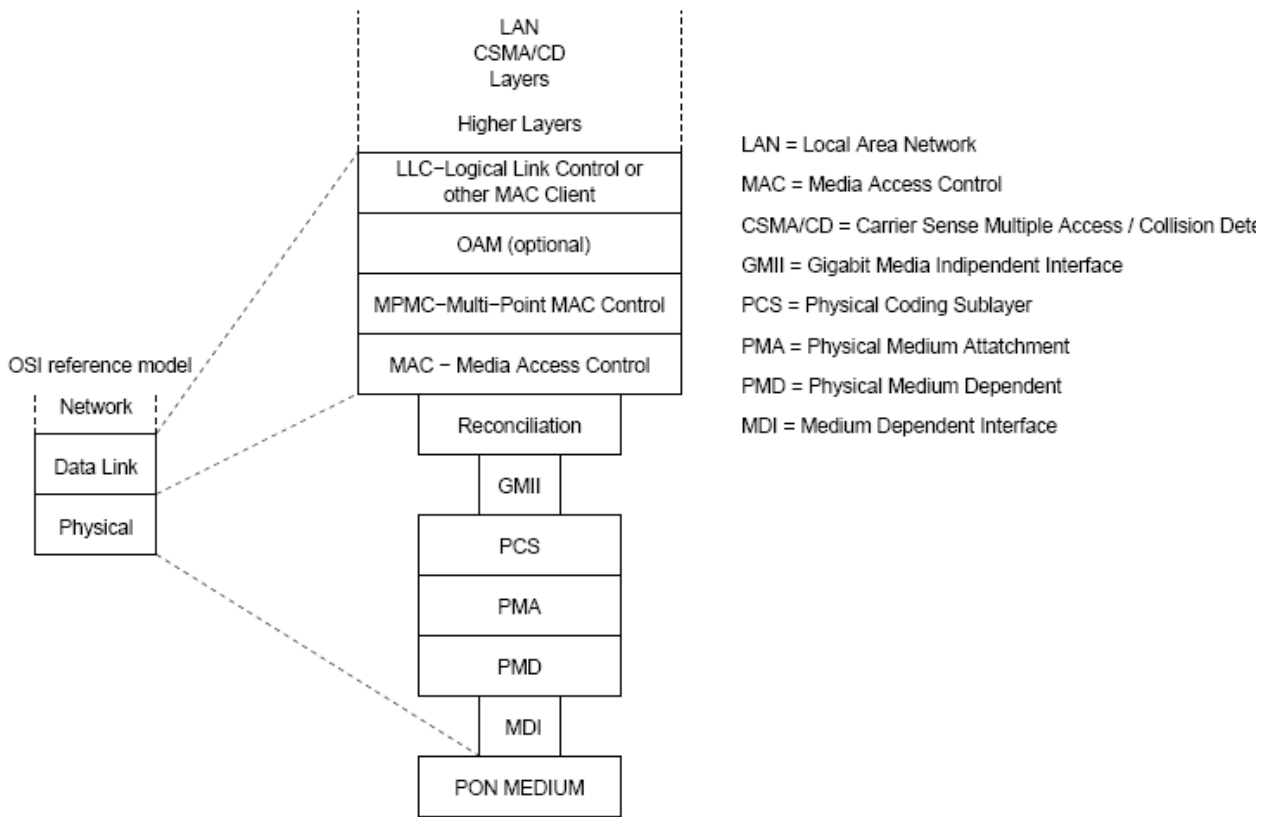 LAN
CSMA/CD
Layers
Higher Layers
LLC−Logical Link Control or
other MAC Client
OAM (optional)
MPMC−Multi−Point MAC Control
MAC − Media Access Control
Reconciliation
GMII
PCS
PMA
PMD
MDI
PON MEDIUM
OSI reference model
Network
Data Link
Physical
LAN = Local Area Network
MAC = Media Access Control
CSMA/CD = Carrier Sense Multiple Access / Collision Dete
GMII = Gigabit Media Indipendent Interface
PCS = Physical Coding Sublayer
PMA = Physical Medium Attatchment
PMD = Physical Medium Dependent
MDI = Medium Dependent Interface